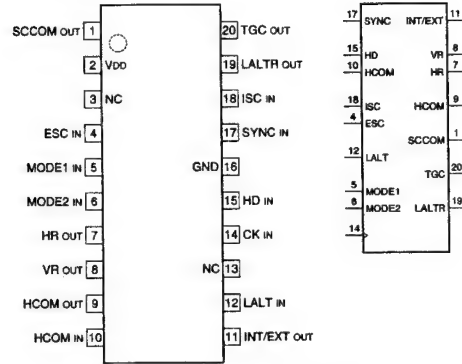 SCCOM OUT 1
20 TGC OUT
2 VDD
19 LALTR OUT
3 NC
18 ISC IN
ESC IN 4
17 SYNC IN
MODE1 IN 5
GND 16
MODE2 IN 6
15 HD IN
HR OUT 7
14 CK IN
VR OUT 8
NC 13
HCOM OUT 9
12 LALT IN
HCOM IN 10
11 INT/EXT OUT
17 SYNC INT/EXT 11
15 HD VR 8
10 HCOM HR 7
18 ISC HCOM 9
4 ESC
SCCOM 1
12 LALT
TGC 20
5 MODE1
6 MODE2 LALTR 19
14